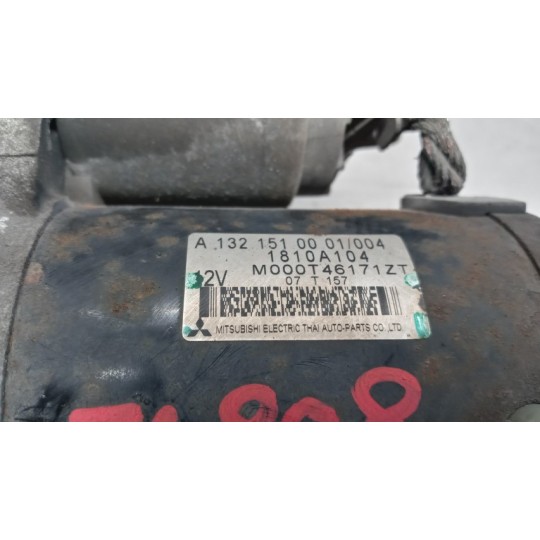 A 132 151 00 01/004
1810A104
12V M000T46171ZT
07 T 157
MITSUBISHI ELECTRIC THAI AUTO-PARTS CO.,LTD.